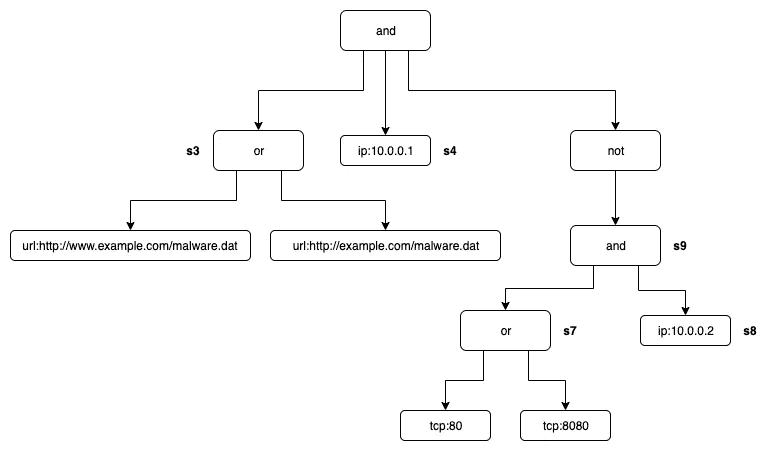 and
s3
or
ip:10.0.0.1
s4
not
url:http://www.example.com/malware.dat
url:http://example.com/malware.dat
and
s9
or
s7
ip:10.0.0.2
s8
tcp:80
tcp:8080